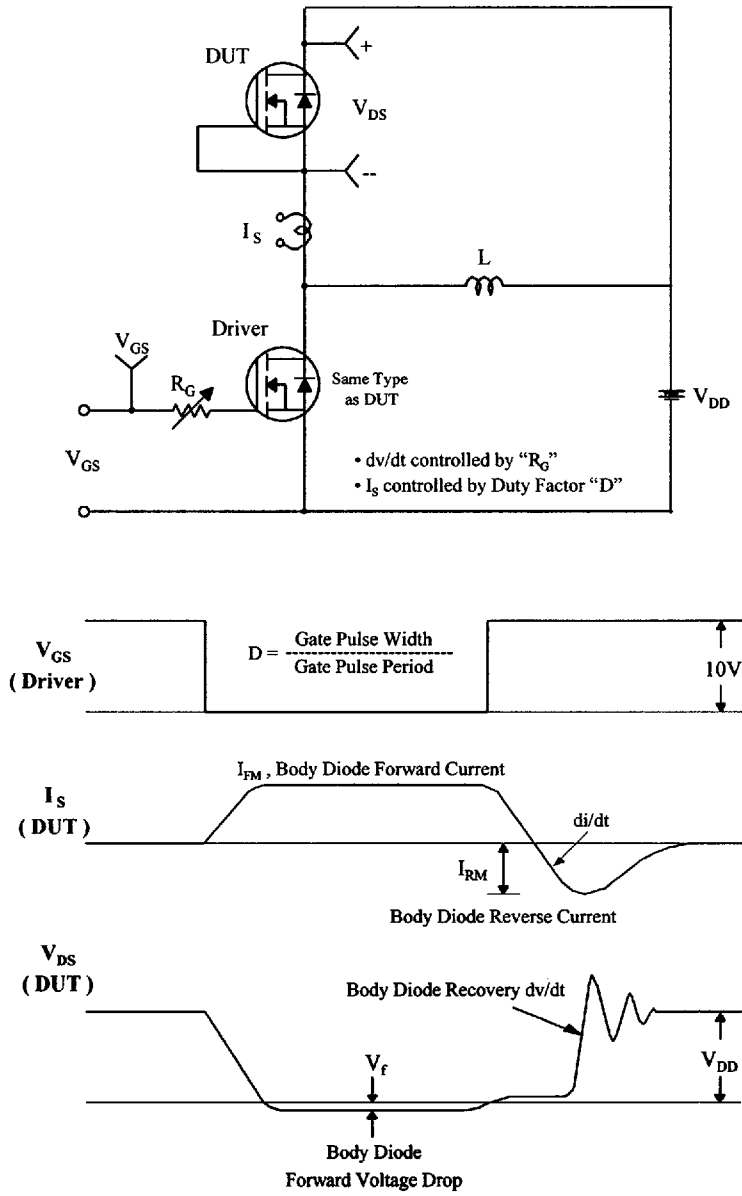 DUT
+
V_DS
--
I_S
L
Driver
V_GS
R_G
Same Type
as DUT
V_DD
V_GS
• dv/dt controlled by “R_G”
• I_S controlled by Duty Factor “D”
V_GS
( Driver )
D = Gate Pulse Width
Gate Pulse Period
10V
I_FM , Body Diode Forward Current
I_S
( DUT )
di/dt
I_RM
Body Diode Reverse Current
V_DS
( DUT )
Body Diode Recovery dv/dt
V_f
V_DD
Body Diode
Forward Voltage Drop